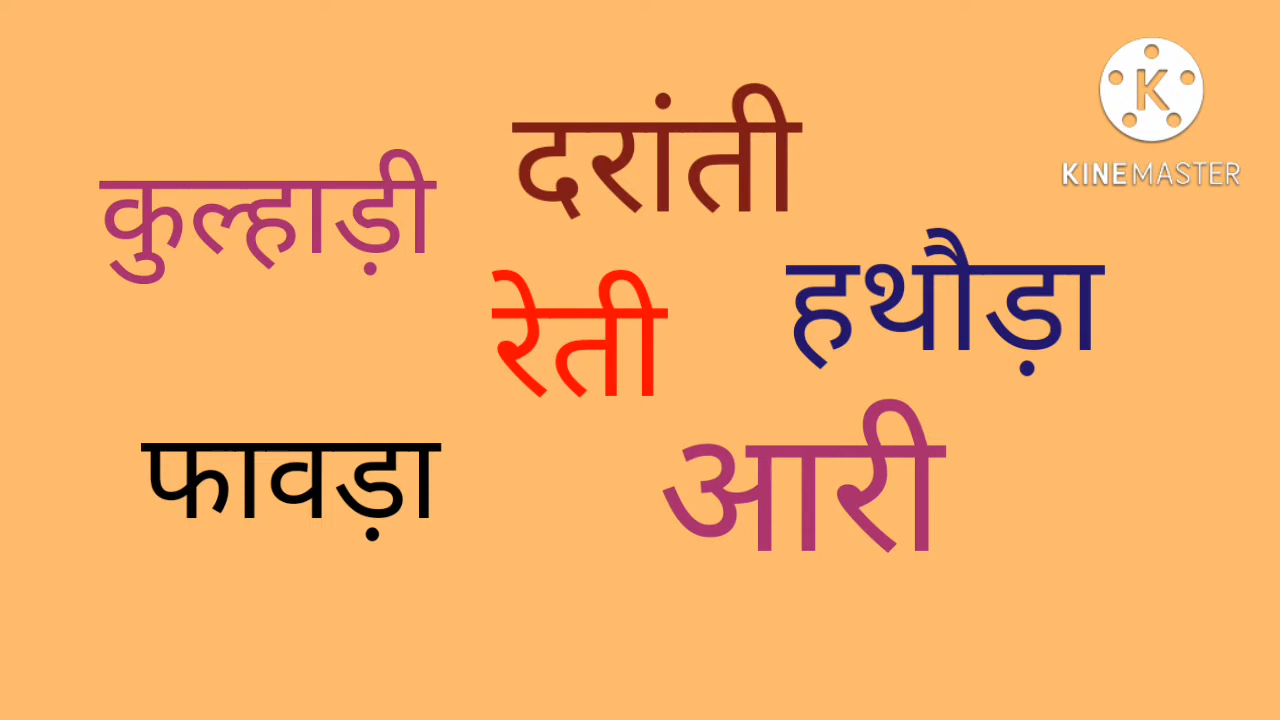 दरांती
कुल्हाड़ी
हथौड़ा
रेती
फावड़ा
आरी
K
KINEMASTER